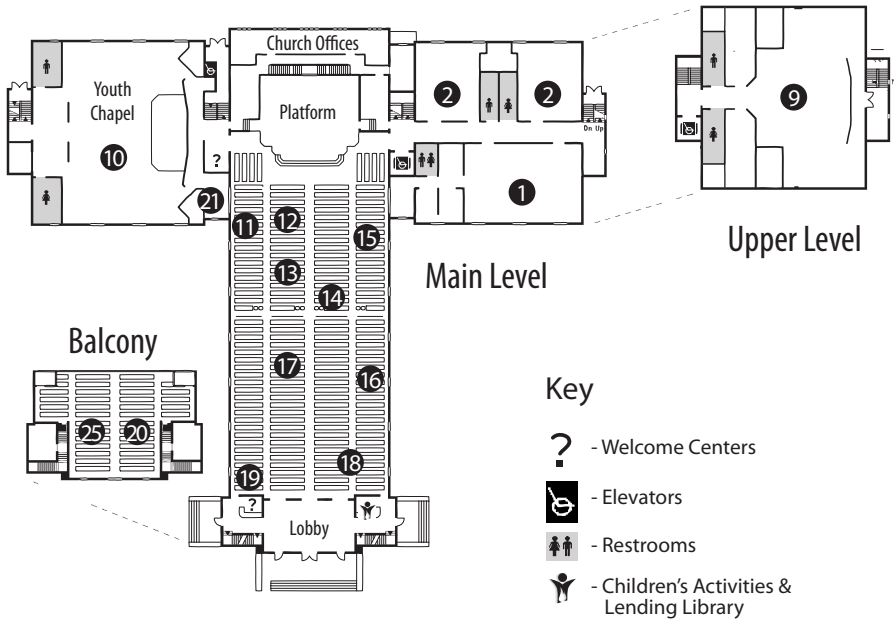 Church Offices
Youth
Chapel
Platform
2
2
9
10
?
1
21
11
12
15
Dn Up
Upper Level
13
Main Level
14
Balcony
17
16
Key
25
20
? - Welcome Centers
18
19
- Elevators
?
Lobby
- Restrooms
- Children's Activities &
Lending Library